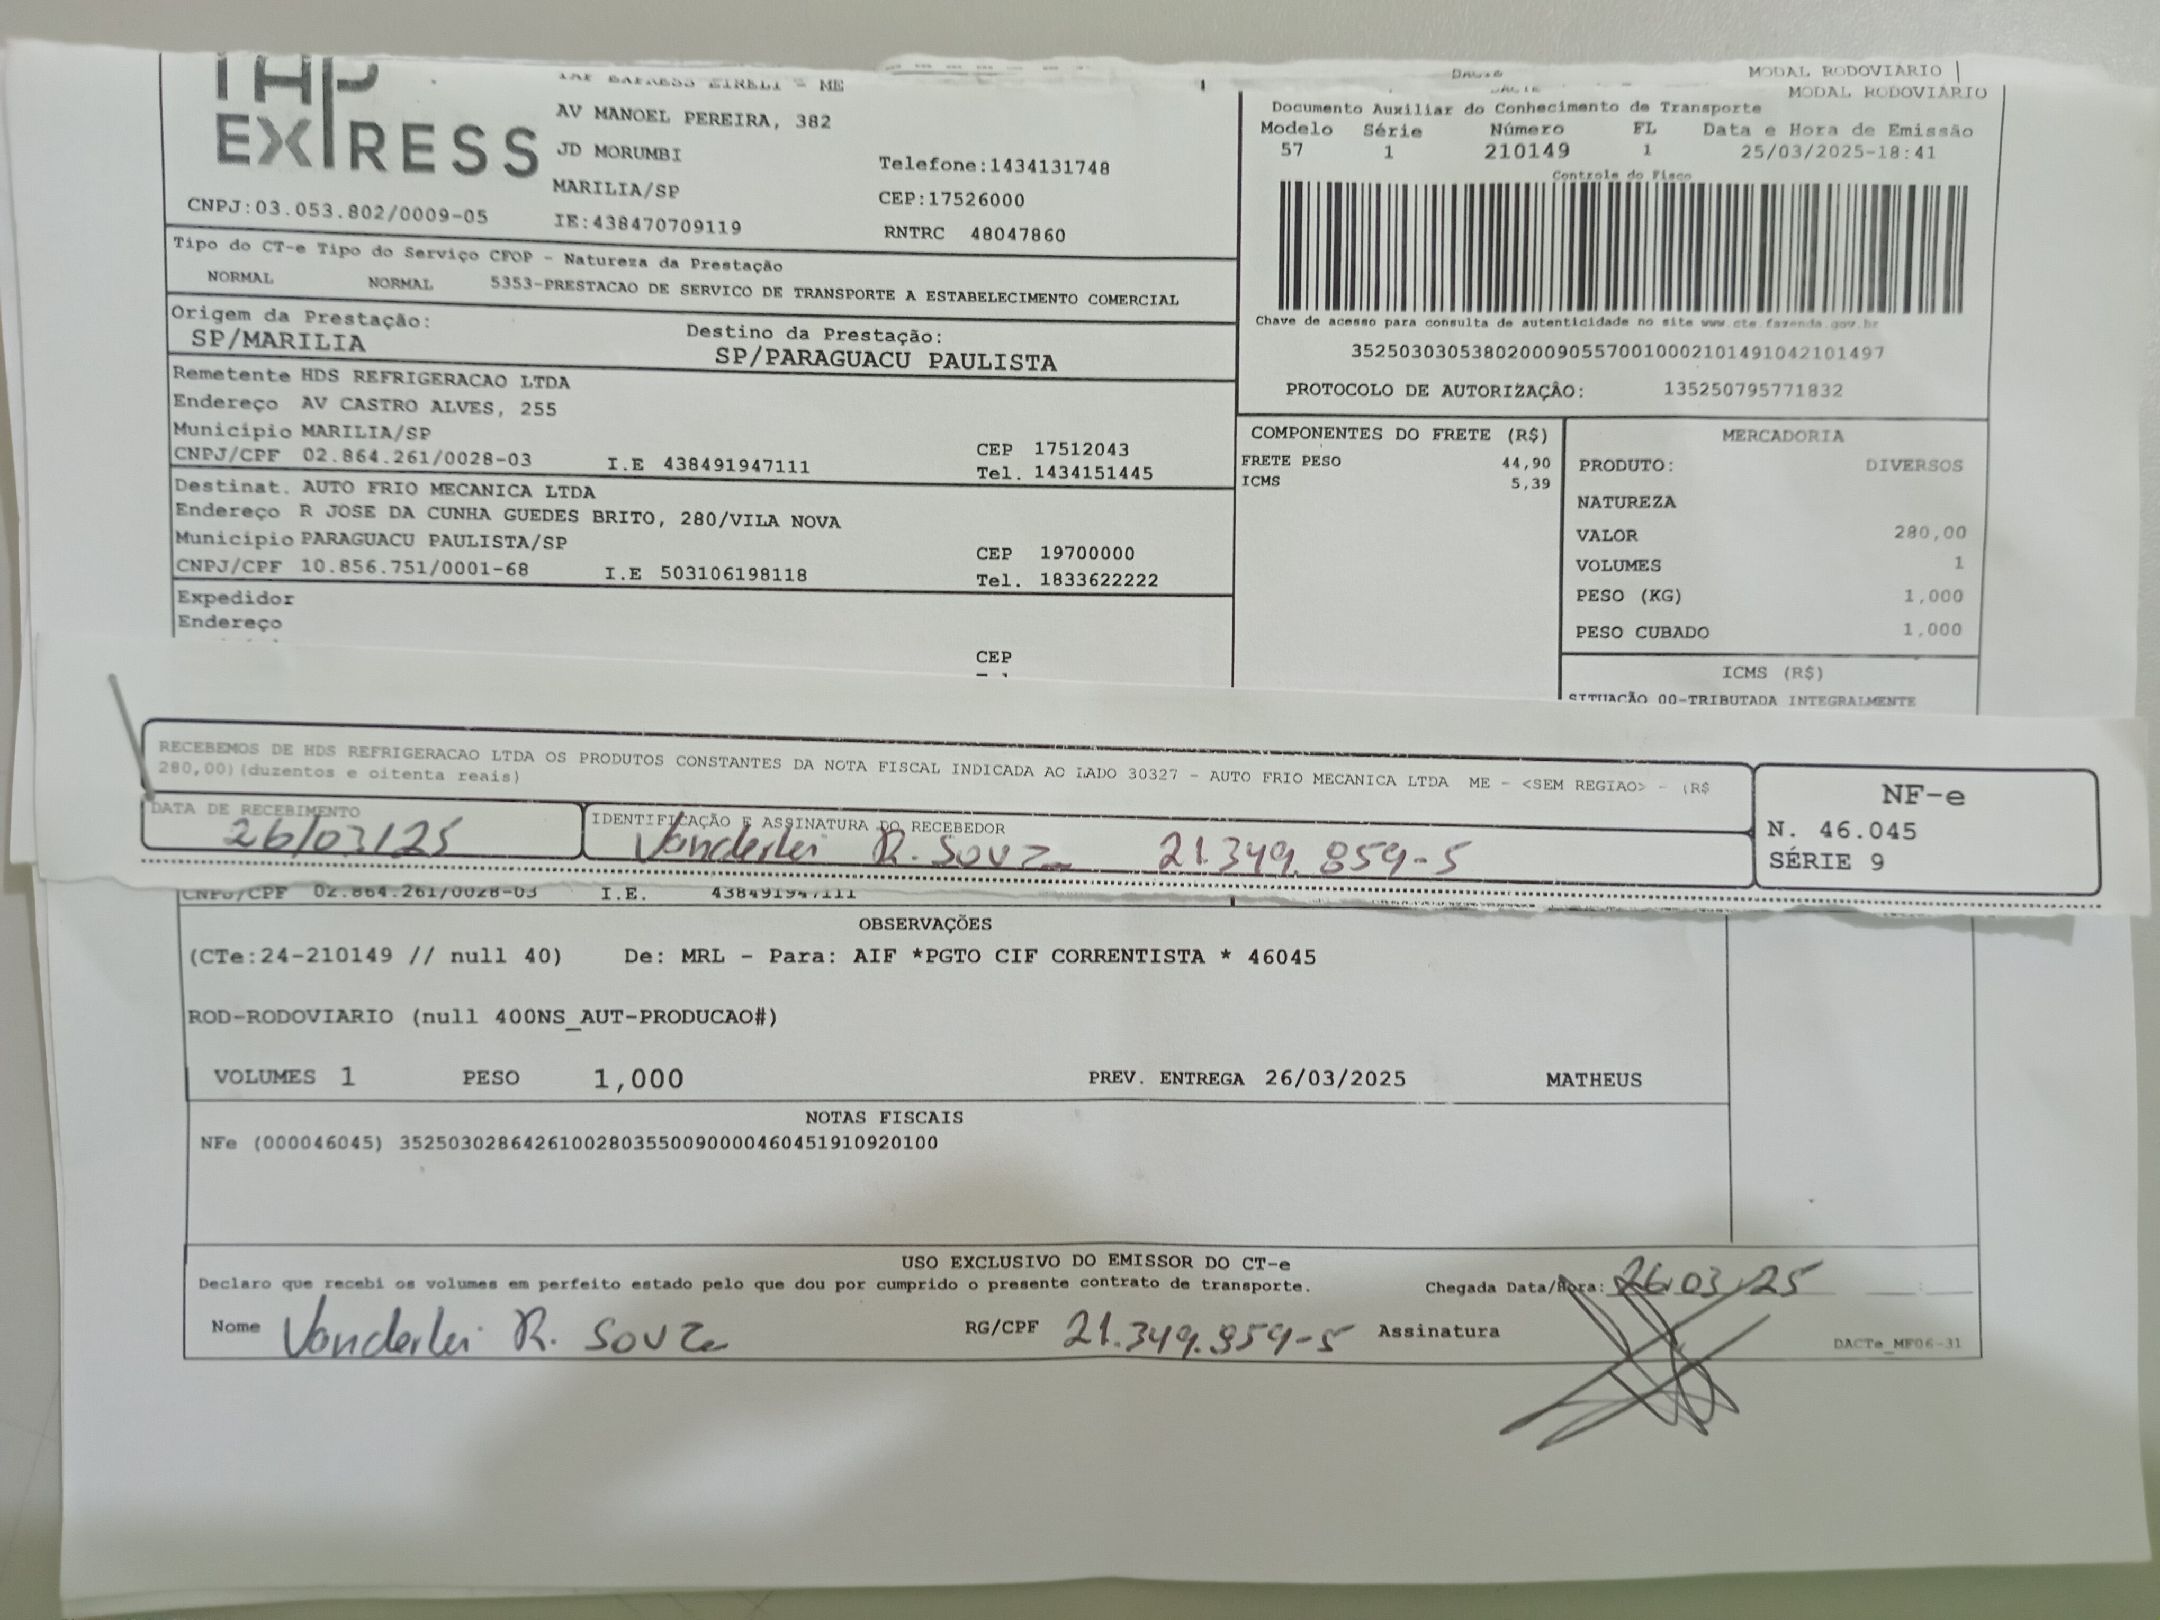 TAP
EXPRESS
EXPRESS EIRELI - ME
AV MANOEL PEREIRA, 382
JD MORUMBI
MARILIA/SP
Telefone:1434131748
CEP:17526000
CNPJ:03.053.802/0009-05
IE:438470709119
RNTRC 48047860
MODAL RODOVIARIO
MODAL RODOVIARIO
Documento Auxiliar do Conhecimento de Transporte
Modelo Série Número FL Data e Hora de Emissão
57 1 210149 1 25/03/2025-18:41
Controle do Fisco
Chave de acesso para consulta de autenticidade no site www.cte.fazenda.gov.br
35250303053802000905570010002101491042101497
PROTOCOLO DE AUTORIZAÇÃO: 135250795771832
Tipo do CT-e Tipo do Serviço CFOP - Natureza da Prestação
NORMAL NORMAL 5353-PRESTACAO DE SERVICO DE TRANSPORTE A ESTABELECIMENTO COMERCIAL
Origem da Prestação: Destino da Prestação:
SP/MARILIA SP/PARAGUACU PAULISTA
Remetente HDS REFRIGERACAO LTDA
Endereço AV CASTRO ALVES, 255
Municipio MARILIA/SP CEP 17512043
CNPJ/CPF 02.864.261/0028-03 I.E 438491947111 Tel. 1434151445
Destinat. AUTO FRIO MECANICA LTDA
Endereço R JOSE DA CUNHA GUEDES BRITO, 280/VILA NOVA
Municipio PARAGUACU PAULISTA/SP CEP 19700000
CNPJ/CPF 10.856.751/0001-68 I.E 503106198118 Tel. 1833622222
Expedidor
Endereço
CEP
COMPONENTES DO FRETE (R$)
FRETE PESO 44,90
ICMS 5,39
MERCADORIA
PRODUTO: DIVERSOS
NATUREZA
VALOR 280,00
VOLUMES 1
PESO (KG) 1,000
PESO CUBADO 1,000
ICMS (R$)
SITUAÇÃO 00-TRIBUTADA INTEGRALMENTE
RECEBEMOS DE HDS REFRIGERACAO LTDA OS PRODUTOS CONSTANTES DA NOTA FISCAL INDICADA AO LADO 30327 - AUTO FRIO MECANICA LTDA ME - <SEM REGIAO> - (R$
280,00)(duzentos e oitenta reais)
DATA DE RECEBIMENTO
26/03/25
IDENTIFICAÇÃO E ASSINATURA DO RECEBEDOR
Vanderlei R. Souza 21.349.859-5
NF-e
N. 46.045
SÉRIE 9
CNPJ/CPF 02.864.261/0028-03 I.E. 438491947111
OBSERVAÇÕES
(CTe:24-210149 // null 40) De: MRL - Para: AIF *PGTO CIF CORRENTISTA * 46045
ROD-RODOVIARIO (null 400NS_AUT-PRODUCAO#)
VOLUMES 1 PESO 1,000 PREV. ENTREGA 26/03/2025 MATHEUS
NOTAS FISCAIS
NFe (000046045) 35250302864261002803550090000460451910920100
USO EXCLUSIVO DO EMISSOR DO CT-e
Declaro que recebi os volumes em perfeito estado pelo que dou por cumprido o presente contrato de transporte. Chegada Data/Hora: 26/03/25
Nome Vanderlei R. Souza RG/CPF 21.349.859-5 Assinatura
DACTe_MF06-31